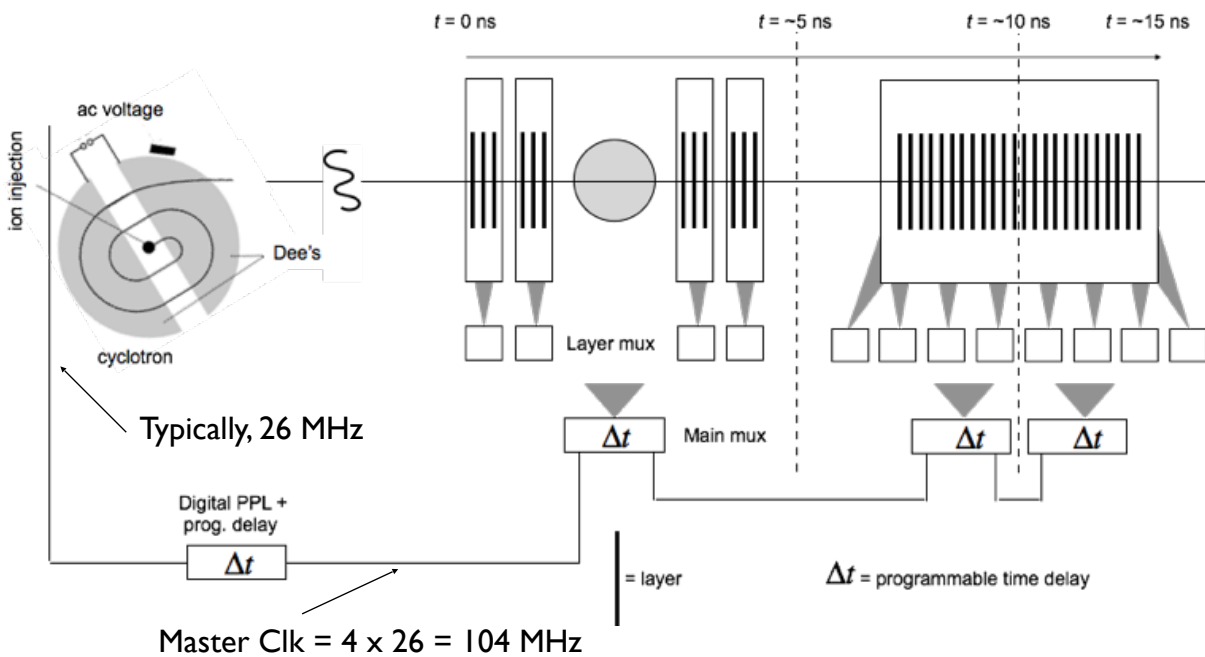 t = 0 ns
t = ~5 ns
t = ~10 ns
t = ~15 ns
ac voltage
ion injection
Dee's
cyclotron
Layer mux
Typically, 26 MHz
Δt
Main mux
Δt
Δt
Digital PPL +
prog. delay
Δt
= layer
Δt = programmable time delay
Master Clk = 4 x 26 = 104 MHz